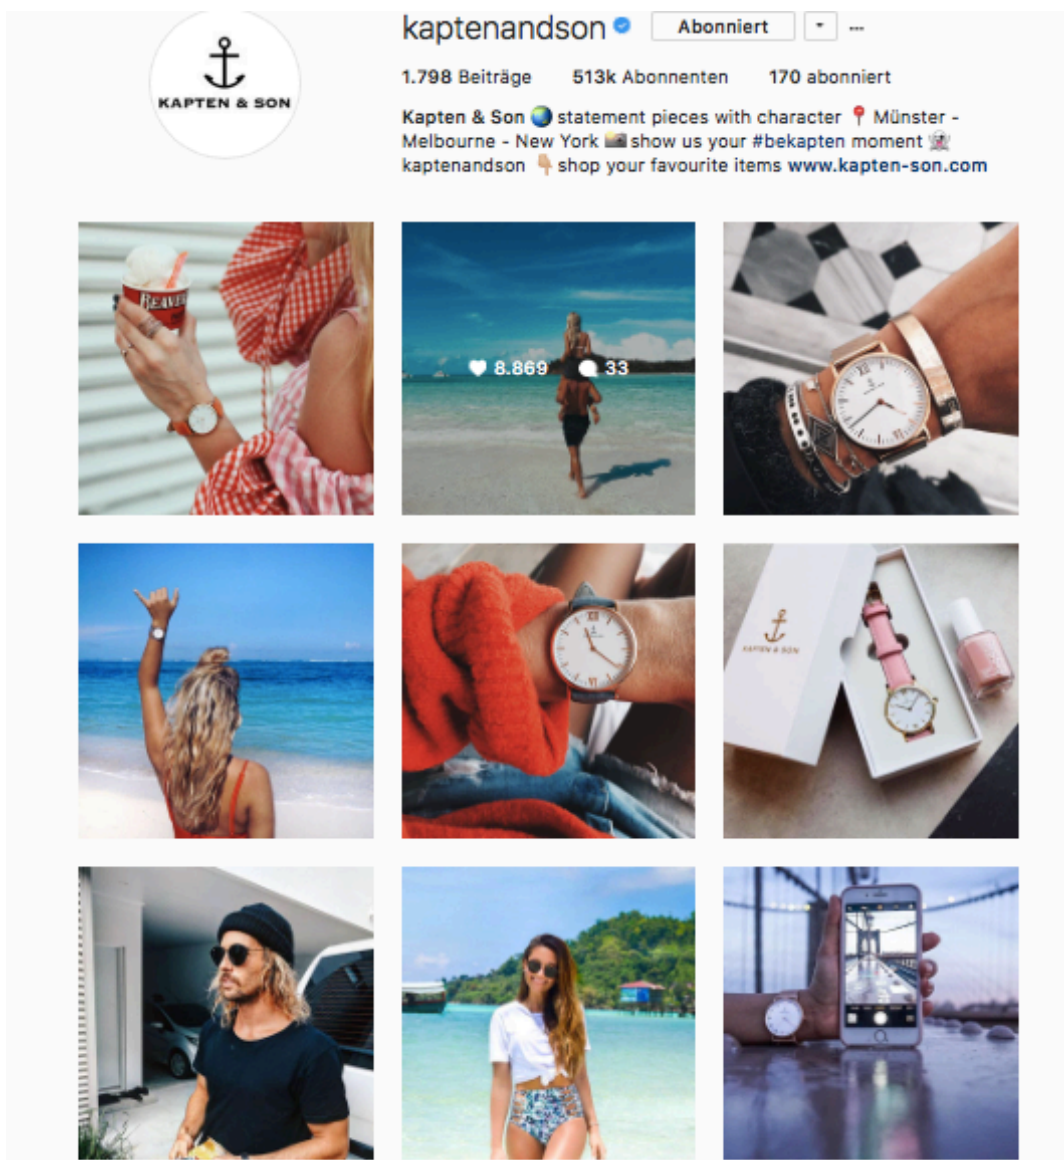 kaptenandson Abonniert
KAPTEN & SON
1.798 Beiträge 513k Abonnenten 170 abonniert
Kapten & Son 🌏 statement pieces with character 📍 Münster -
Melbourne - New York 📸 show us your #bekapten moment 👻
kaptenandson 👇🏼 shop your favourite items www.kapten-son.com
8.869 33
KAPTEN & SON